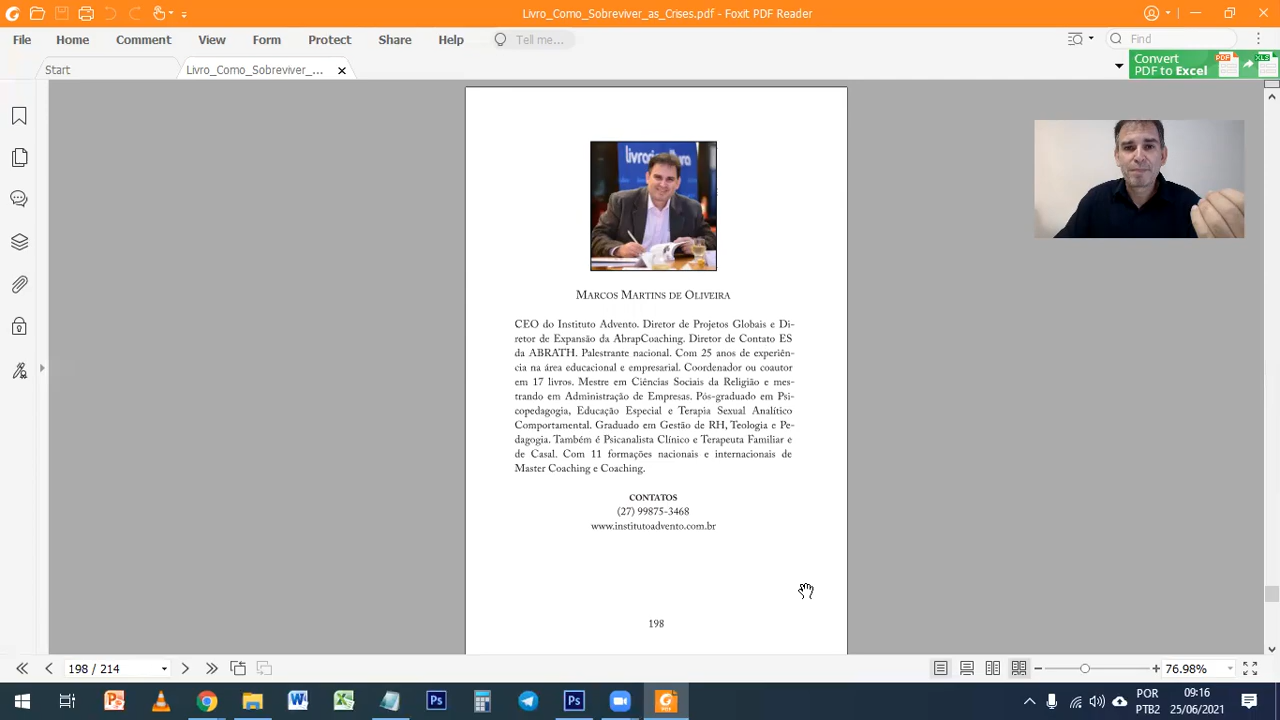 Livro_Como_Sobreviver_as_Crises.pdf - Foxit PDF Reader
File Home Comment View Form Protect Share Help Tell me... Find
Start Livro_Como_Sobreviver_...
Convert
PDF to Excel
PDF XLS
MARCOS MARTINS DE OLIVEIRA
CEO do Instituto Advento. Diretor de Projetos Globais e Di-
retor de Expansão da AbrapCoaching. Diretor de Contato ES
da ABRATH. Palestrante nacional. Com 25 anos de experiên-
cia na área educacional e empresarial. Coordenador ou coautor
em 17 livros. Mestre em Ciências Sociais da Religião e mes-
trando em Administração de Empresas. Pós-graduado em Psi-
copedagogia, Educação Especial e Terapia Sexual Analítico
Comportamental. Graduado em Gestão de RH, Teologia e Pe-
dagogia. Também é Psicanalista Clínico e Terapeuta Familiar e
de Casal. Com 11 formações nacionais e internacionais de
Master Coaching e Coaching.
CONTATOS
(27) 99875-3468
www.institutoadvento.com.br
198
198 / 214 76.98%
POR 09:16
PTB2 25/06/2021